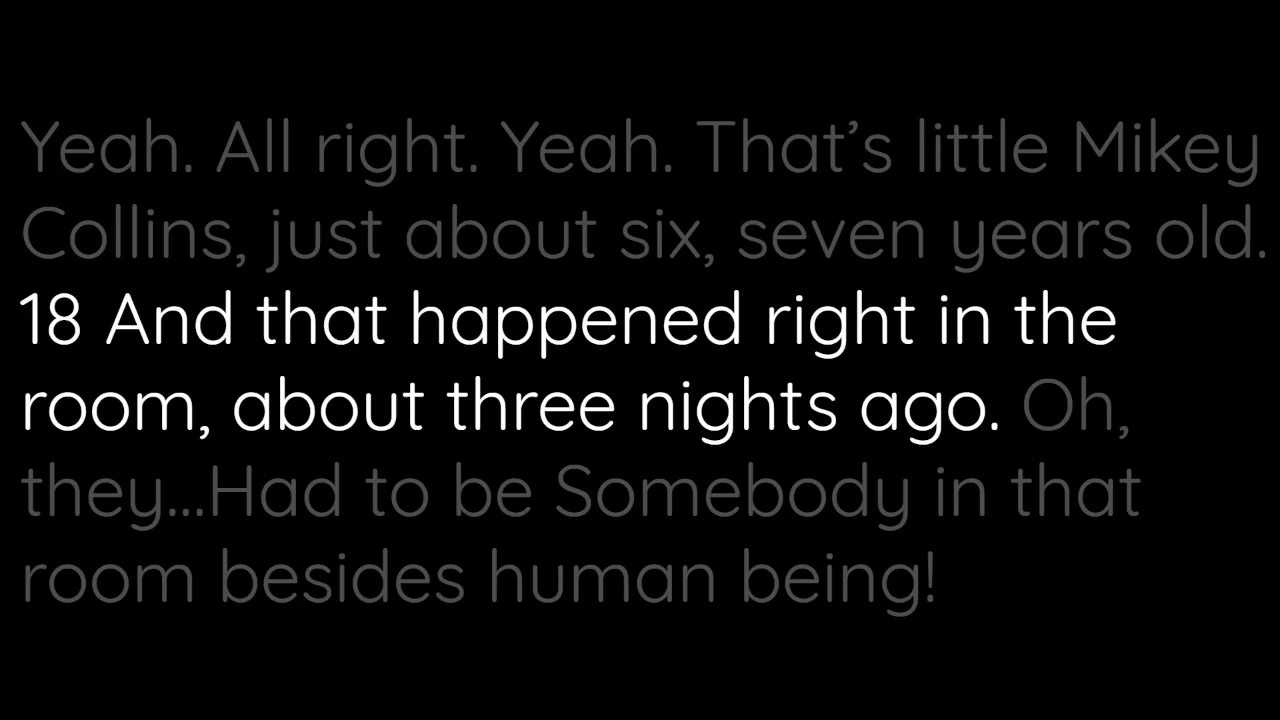 Yeah. All right. Yeah. That’s little Mikey
Collins, just about six, seven years old.
18 And that happened right in the
room, about three nights ago. Oh,
they...Had to be Somebody in that
room besides human being!